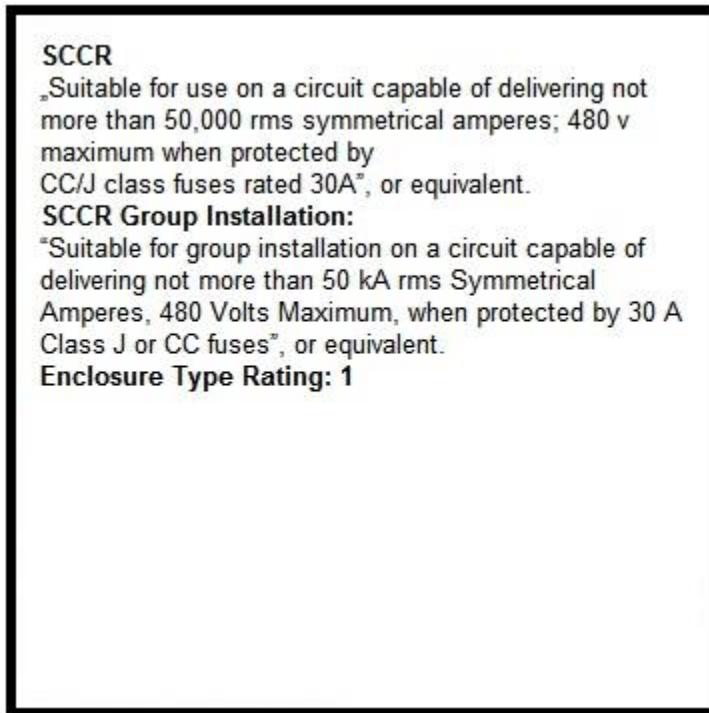 SCCR
„Suitable for use on a circuit capable of delivering not
more than 50,000 rms symmetrical amperes; 480 v
maximum when protected by
CC/J class fuses rated 30A”, or equivalent.
SCCR Group Installation:
“Suitable for group installation on a circuit capable of
delivering not more than 50 kA rms Symmetrical
Amperes, 480 Volts Maximum, when protected by 30 A
Class J or CC fuses”, or equivalent.
Enclosure Type Rating: 1